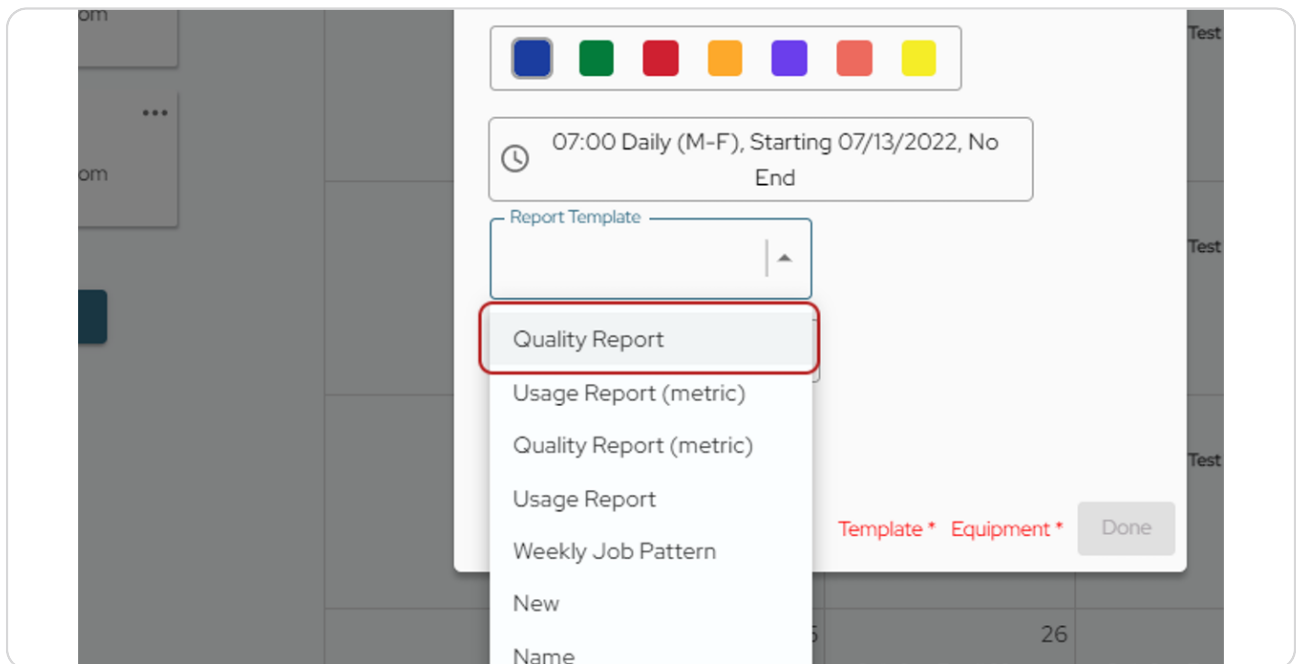 om
Test
07:00 Daily (M-F), Starting 07/13/2022, No
End
om
Report Template
Test
Quality Report
Usage Report (metric)
Quality Report (metric)
Test
Usage Report
Template * Equipment * Done
Weekly Job Pattern
New
26
Name